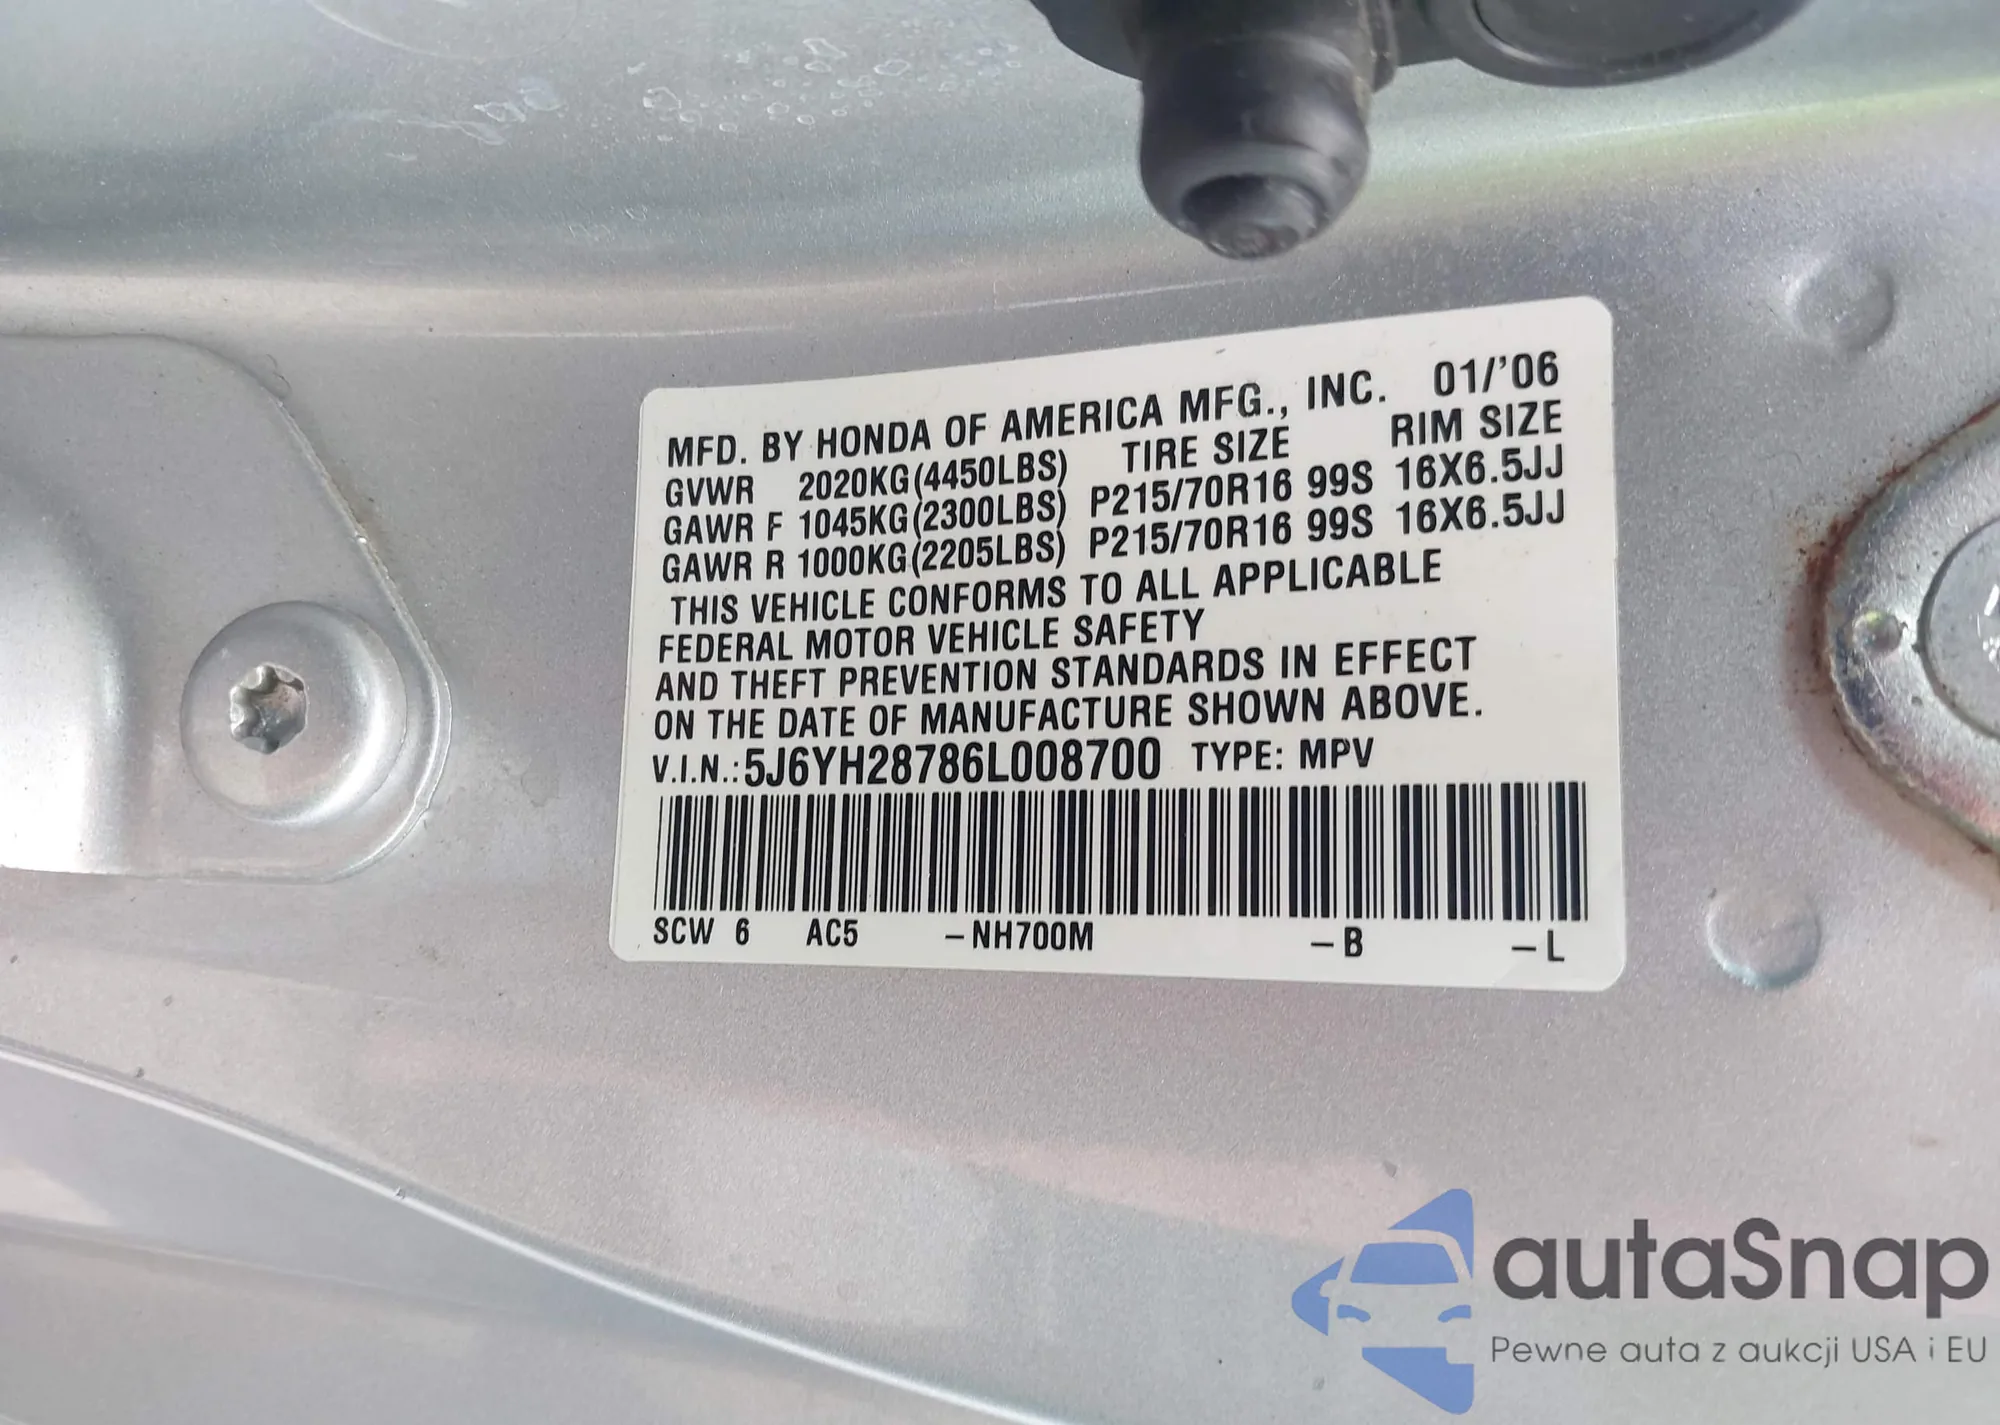 MFD. BY HONDA OF AMERICA MFG., INC. 01/'06
GVWR 2020KG(4450LBS) TIRE SIZE RIM SIZE
GAWR F 1045KG(2300LBS) P215/70R16 99S 16X6.5JJ
GAWR R 1000KG(2205LBS) P215/70R16 99S 16X6.5JJ
THIS VEHICLE CONFORMS TO ALL APPLICABLE
FEDERAL MOTOR VEHICLE SAFETY
AND THEFT PREVENTION STANDARDS IN EFFECT
ON THE DATE OF MANUFACTURE SHOWN ABOVE.
V.I.N.:5J6YH28786L008700 TYPE: MPV
SCW 6 AC5 –NH700M –B –L
autaSnap
Pewne auta z aukcji USA i EU